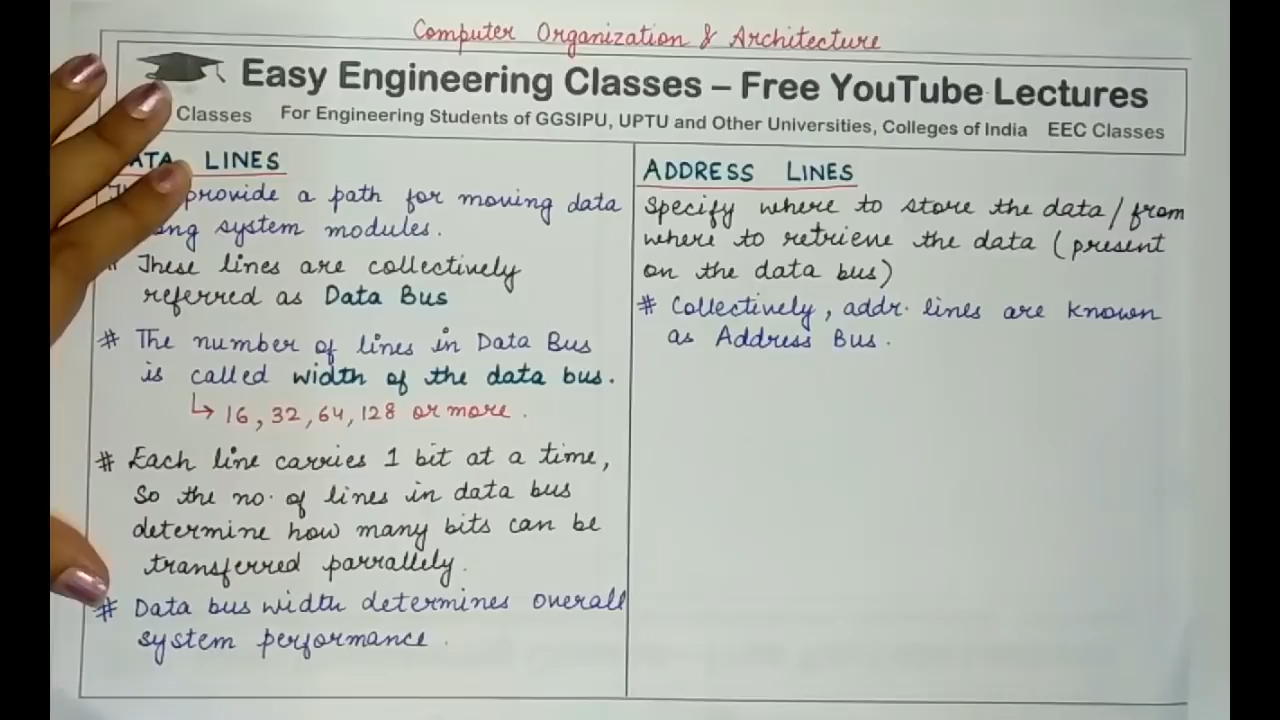 Computer Organization & Architecture
Easy Engineering Classes – Free YouTube Lectures
Classes For Engineering Students of GGSIPU, UPTU and Other Universities, Colleges of India EEC Classes
LINES
provide a path for moving data
system modules.
These lines are collectively
referred as Data Bus
# The number of lines in Data Bus
is called width of the data bus.
↳ 16, 32, 64, 128 or more.
# Each line carries 1 bit at a time,
So the no. of lines in data bus
determine how many bits can be
transferred parrallely.
# Data bus width determines overall
system performance.
ADDRESS LINES
Specify where to store the data / from
where to retrieve the data (present
on the data bus)
# Collectively, addr. lines are known
as Address Bus.